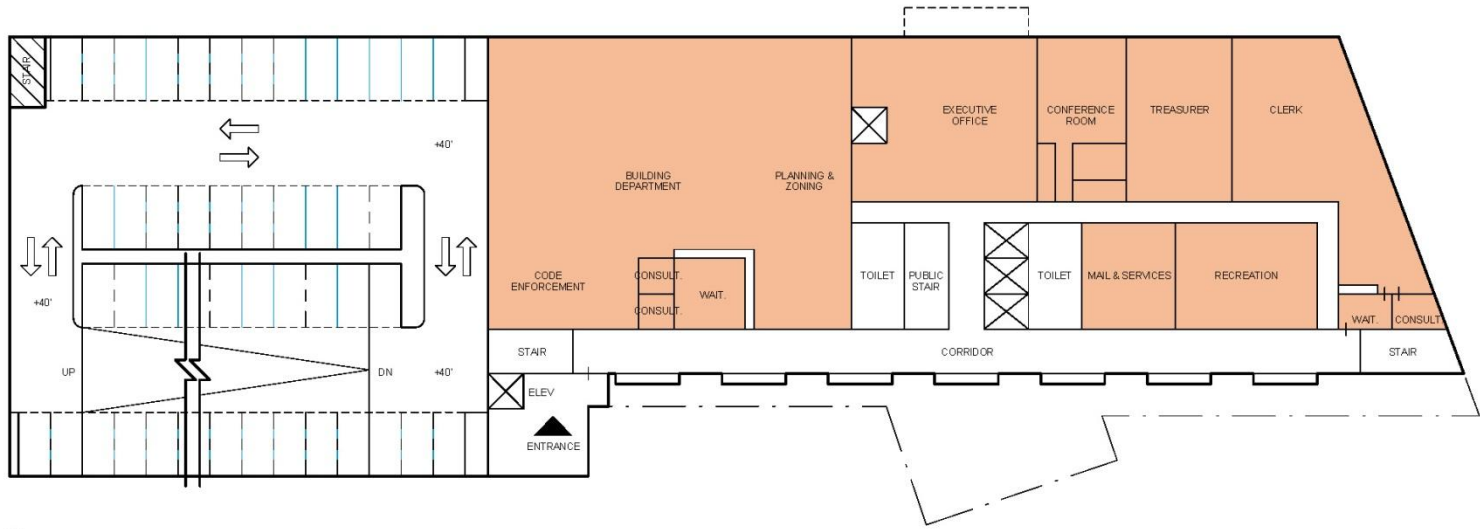 STAIR
+40'
EXECUTIVE
OFFICE
CONFERENCE
ROOM
TREASURER
CLERK
BUILDING
DEPARTMENT
PLANNING &
ZONING
CODE
ENFORCEMENT
CONSULT.
CONSULT.
WAIT.
TOILET
PUBLIC
STAIR
TOILET
MAIL & SERVICES
RECREATION
+40'
WAIT.
CONSULT.
STAIR
CORRIDOR
STAIR
UP
DN
+40'
ELEV
ENTRANCE